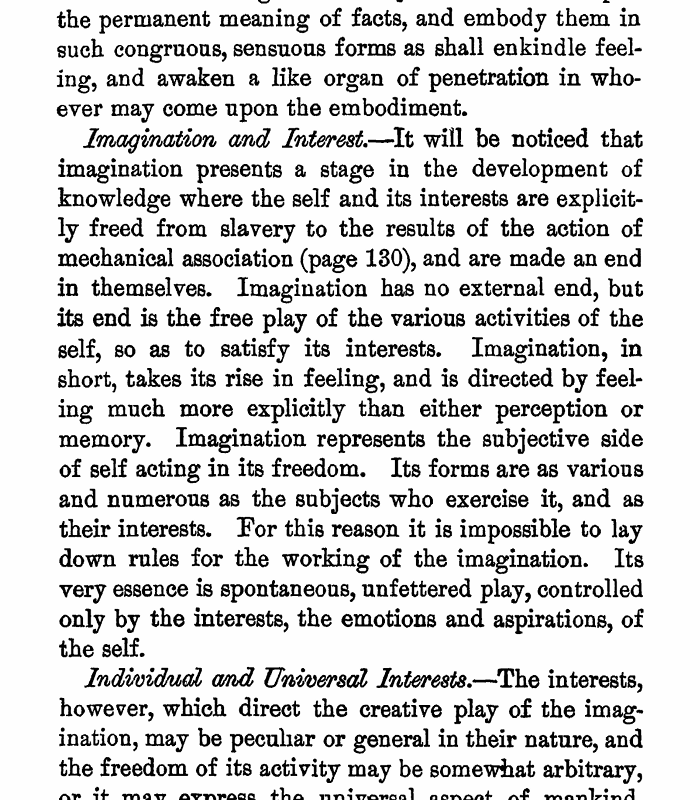 the permanent meaning of facts, and embody them in
such congruous, sensuous forms as shall enkindle feel-
ing, and awaken a like organ of penetration in who-
ever may come upon the embodiment.
Imagination and Interest.—It will be noticed that
imagination presents a stage in the development of
knowledge where the self and its interests are explicit-
ly freed from slavery to the results of the action of
mechanical association (page 130), and are made an end
in themselves. Imagination has no external end, but
its end is the free play of the various activities of the
self, so as to satisfy its interests. Imagination, in
short, takes its rise in feeling, and is directed by feel-
ing much more explicitly than either perception or
memory. Imagination represents the subjective side
of self acting in its freedom. Its forms are as various
and numerous as the subjects who exercise it, and as
their interests. For this reason it is impossible to lay
down rules for the working of the imagination. Its
very essence is spontaneous, unfettered play, controlled
only by the interests, the emotions and aspirations, of
the self.
Individual and Universal Interests.—The interests,
however, which direct the creative play of the imag-
ination, may be peculiar or general in their nature, and
the freedom of its activity may be somewhat arbitrary,
or it may express the universal aspect of mankind.